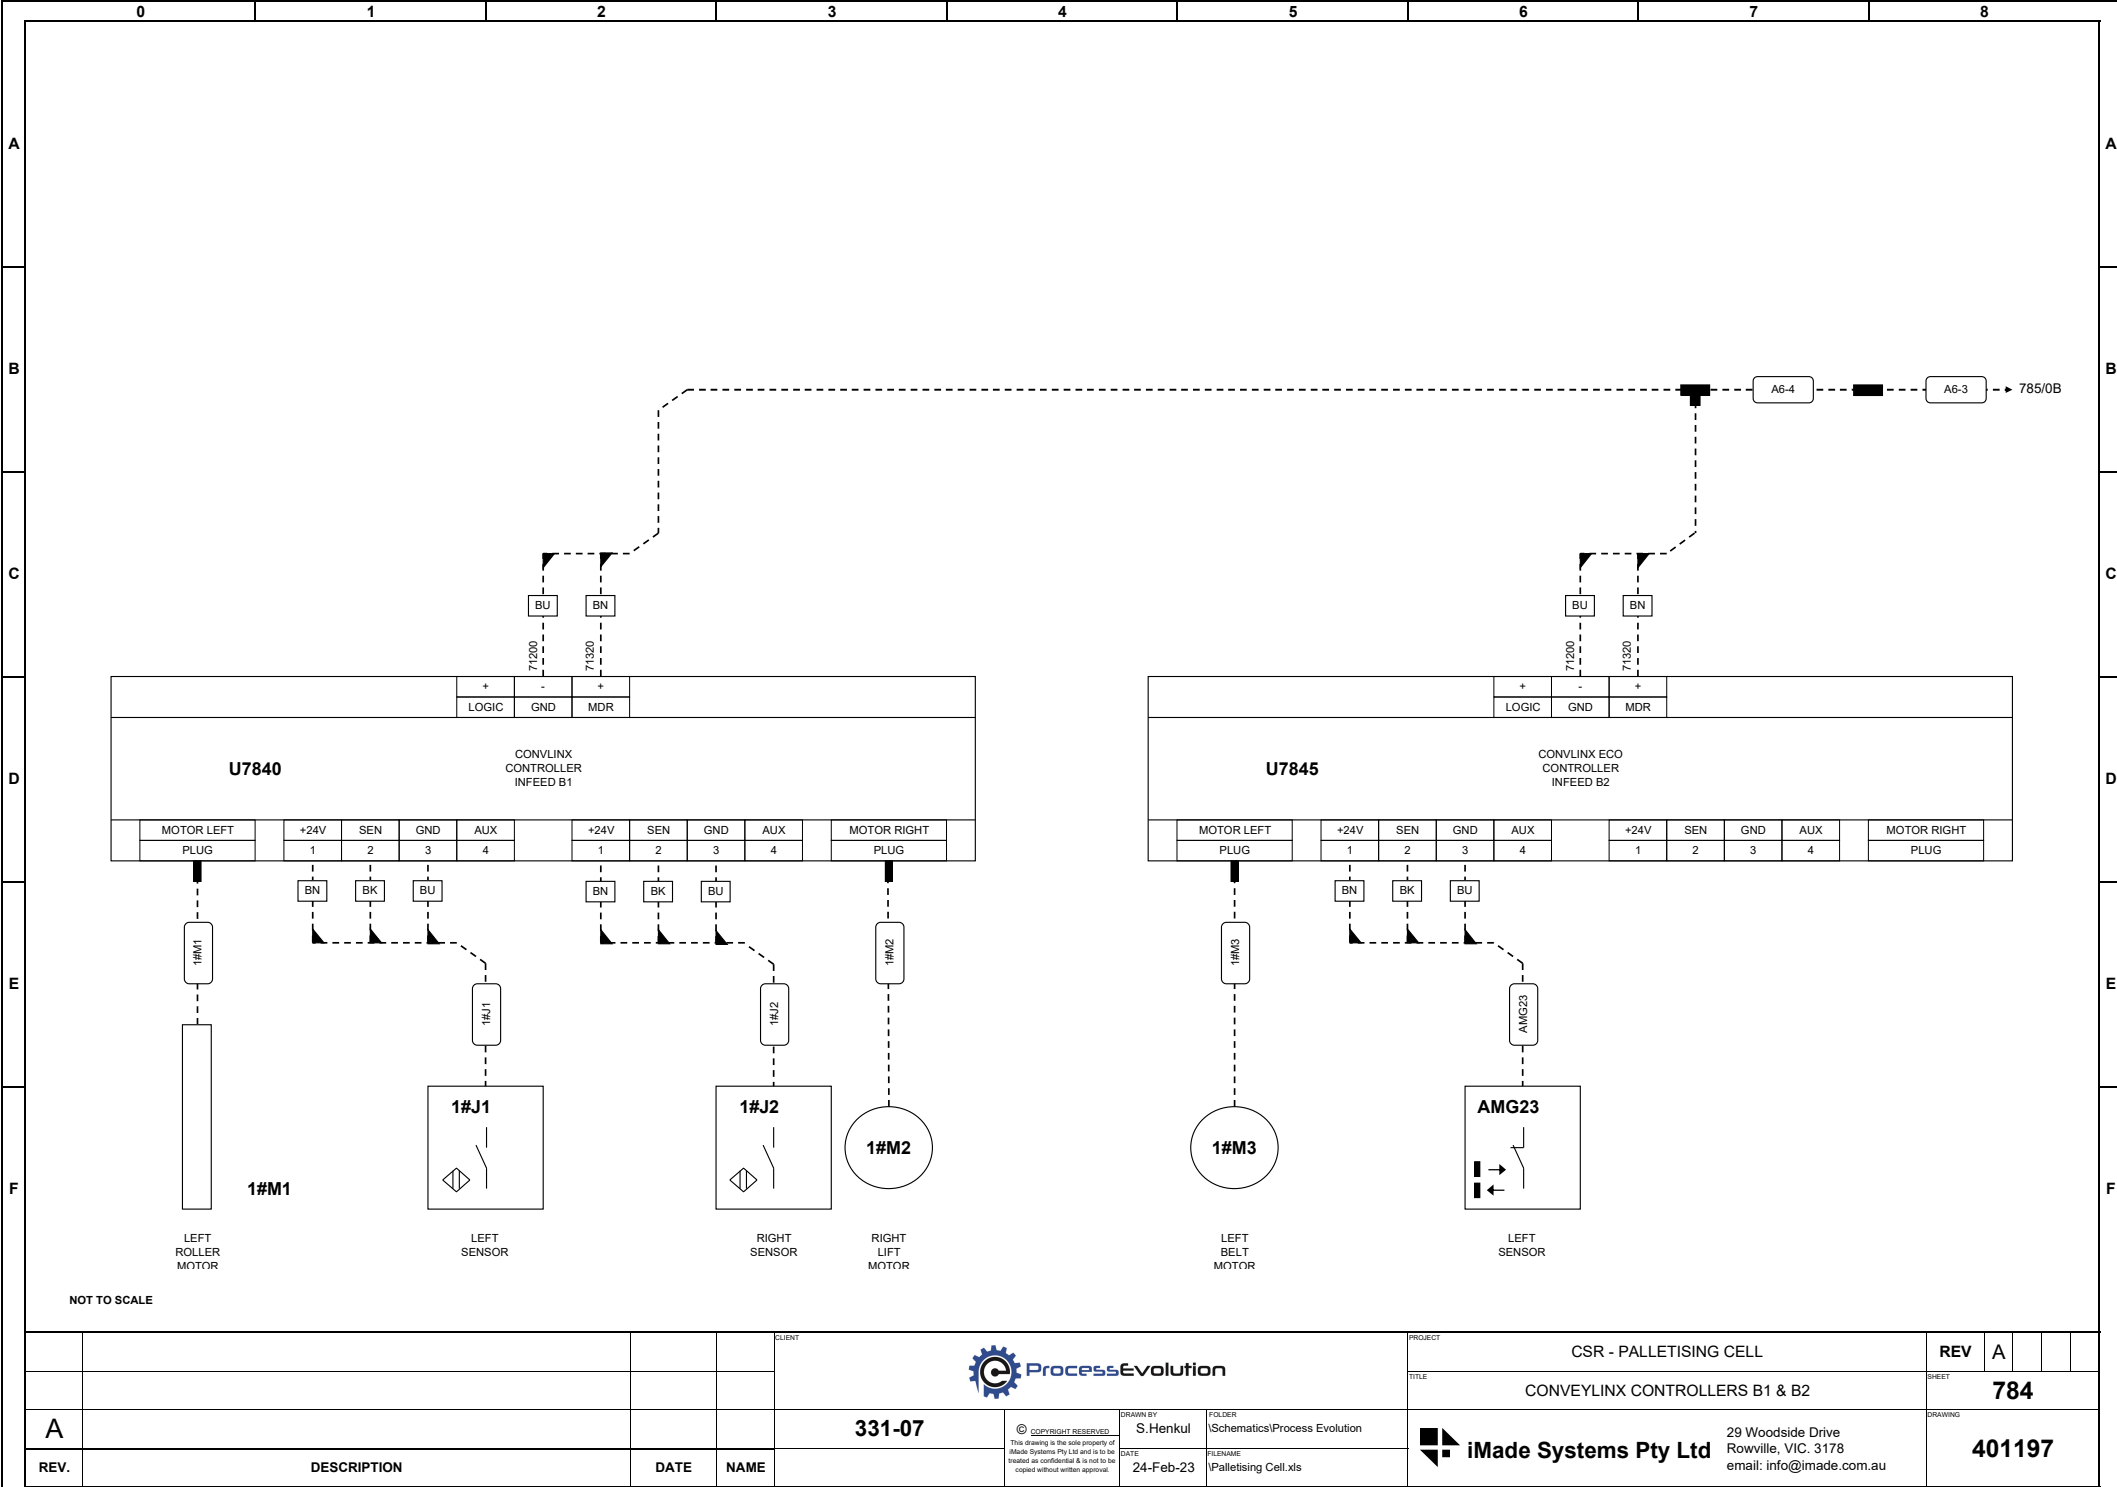 0 1 2 3 4 5 6 7 8
A A
B B
A6-4 A6-3 785/0B
C C
BU BN BU BN
71200 71320 71200 71320
+ - + + - +
LOGIC GND MDR LOGIC GND MDR
D D
U7840
CONVLINX
CONTROLLER
INFEED B1
U7845
CONVLINX ECO
CONTROLLER
INFEED B2
MOTOR LEFT +24V SEN GND AUX +24V SEN GND AUX MOTOR RIGHT
PLUG 1 2 3 4 1 2 3 4 PLUG
MOTOR LEFT +24V SEN GND AUX +24V SEN GND AUX MOTOR RIGHT
PLUG 1 2 3 4 1 2 3 4 PLUG
BN BK BU BN BK BU BN BK BU
1#M1 1#M2 1#M3
E E
1#J1 1#J2 AMG23
1#J1 1#J2 AMG23
1#M2 1#M3
F F
1#M1
LEFT
ROLLER
MOTOR
LEFT
SENSOR
RIGHT
SENSOR
RIGHT
LIFT
MOTOR
LEFT
BELT
MOTOR
LEFT
SENSOR
NOT TO SCALE
CLIENT
ProcessEvolution
PROJECT
CSR - PALLETISING CELL
REV A
TITLE
CONVEYLINX CONTROLLERS B1 & B2
SHEET
784
A
331-07
© COPYRIGHT RESERVED
This drawing is the sole property of
iMade Systems Pty Ltd and is to be
treated as confidential & is not to be
copied without written approval.
DRAWN BY
S.Henkul
FOLDER
\Schematics\Process Evolution
DATE
24-Feb-23
FILENAME
\Palletising Cell.xls
iMade Systems Pty Ltd
29 Woodside Drive
Rowville, VIC. 3178
email: info@imade.com.au
DRAWING
401197
REV. DESCRIPTION DATE NAME